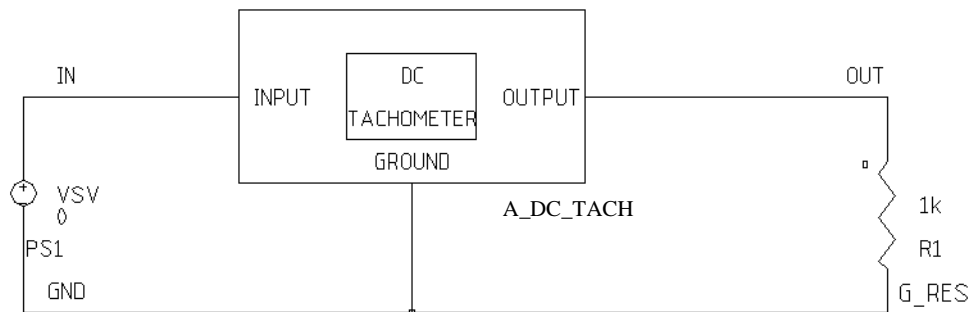 IN
DC
OUT
INPUT
OUTPUT
TACHOMETER
GROUND
VSV
0
A_DC_TACH
1k
PS1
R1
GND
G_RES